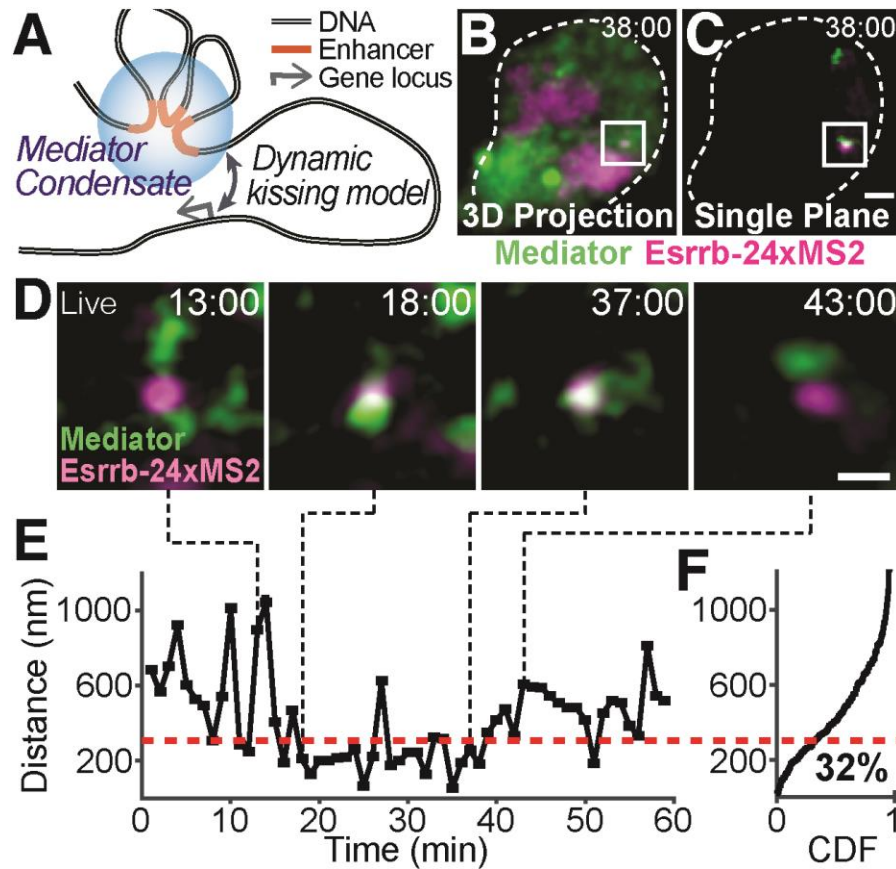 A
DNA
Enhancer
Gene locus
Mediator
Condensate
Dynamic
kissing model
B
38:00
3D Projection
C
38:00
Single Plane
Mediator Esrrb-24xMS2
D
Live 13:00
18:00
37:00
43:00
Mediator
Esrrb-24xMS2
E
Distance (nm)
1000
600
200
0 10 20 30 40 50 60
Time (min)
F
1000
600
200
32%
0 1
CDF